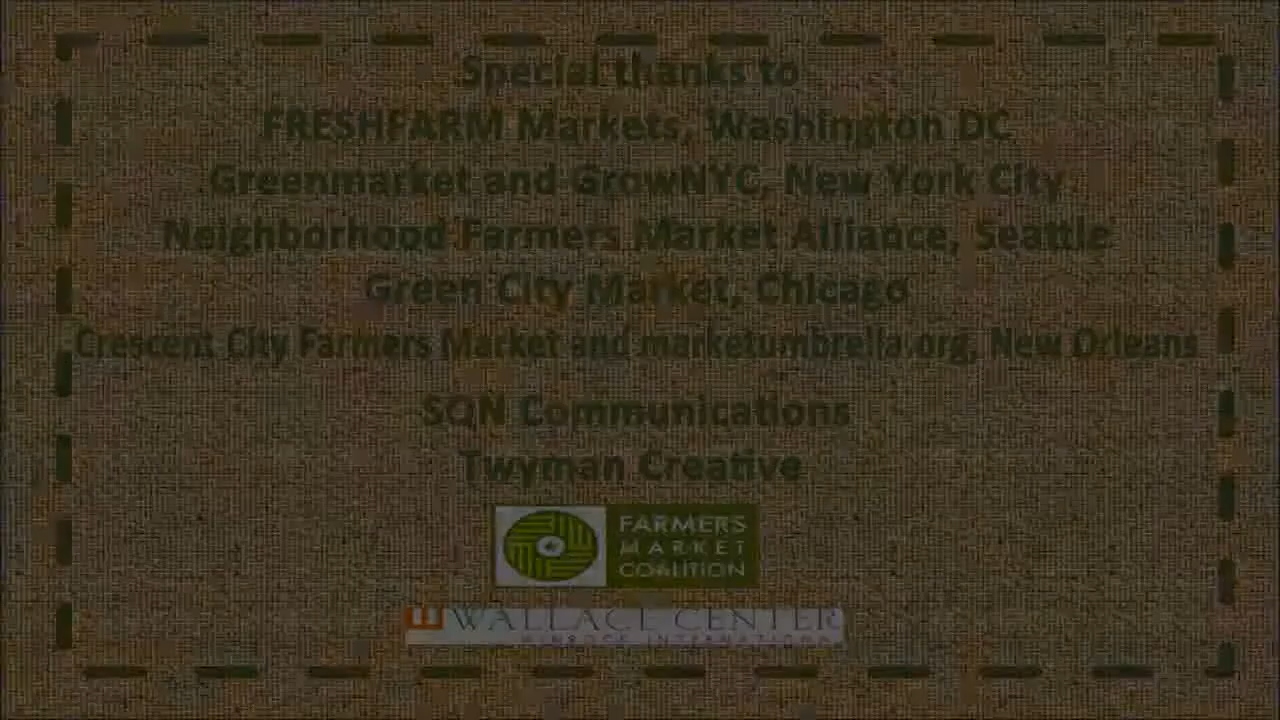 Special thanks to
FRESHFARM Markets, Washington DC
Greenmarket and GrowNYC, New York City
Neighborhood Farmers Market Alliance, Seattle
Green City Market, Chicago
Crescent City Farmers Market and marketumbrella.org, New Orleans
SQN Communications
Twyman Creative
FARMERS
MARKET
COALITION
WALLACE CENTER
WINROCK INTERNATIONAL